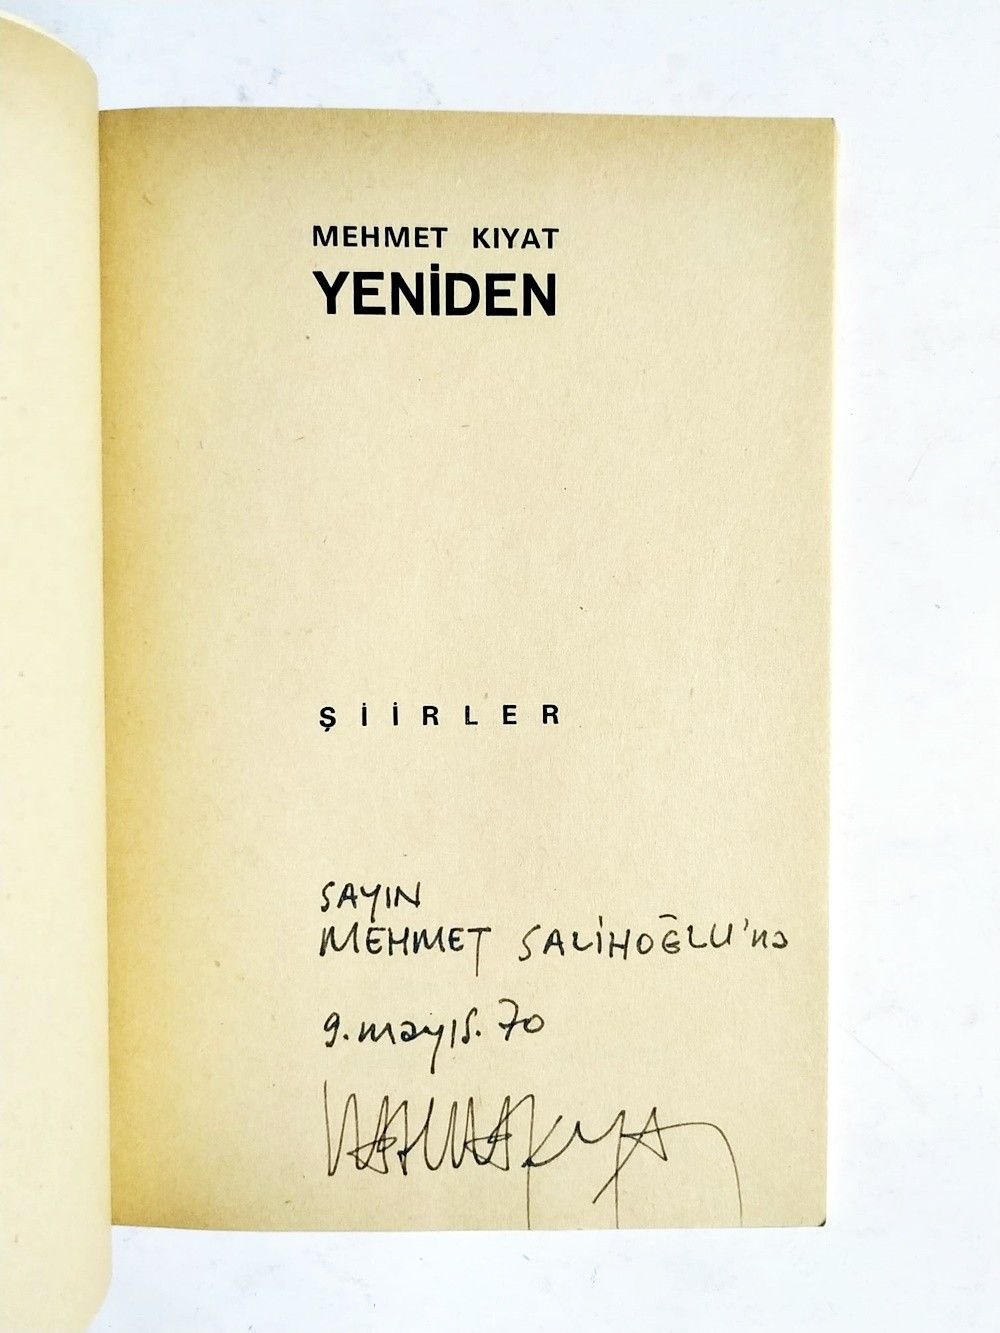 MEHMET KIYAT
YENİDEN
ŞİİRLER
SAYIN
MEHMET SALİHOĞLU'na
9.mayıs.70